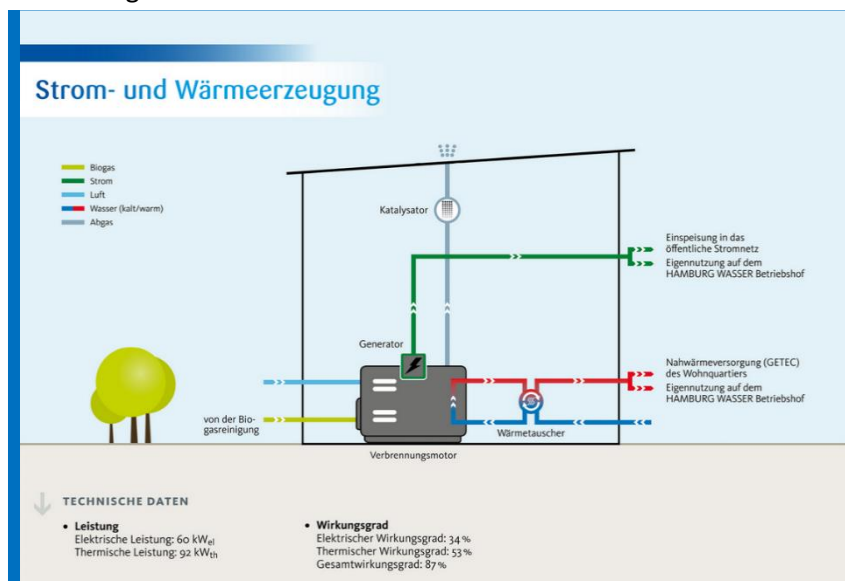 Strom- und Wärmeerzeugung
Biogas
Strom
Luft
Wasser (kalt/warm)
Abgas
Katalysator
Einspeisung in das
öffentliche Stromnetz
Eigennutzung auf dem
HAMBURG WASSER Betriebshof
Generator
Nahwärmeversorgung (GETEC)
des Wohnquartiers
Eigennutzung auf dem
HAMBURG WASSER Betriebshof
von der Bio-
gasreinigung
Wärmetauscher
Verbrennungsmotor
TECHNISCHE DATEN
• Leistung
Elektrische Leistung: 60 kWel
Thermische Leistung: 92 kWth
• Wirkungsgrad
Elektrischer Wirkungsgrad: 34 %
Thermischer Wirkungsgrad: 53 %
Gesamtwirkungsgrad: 87 %